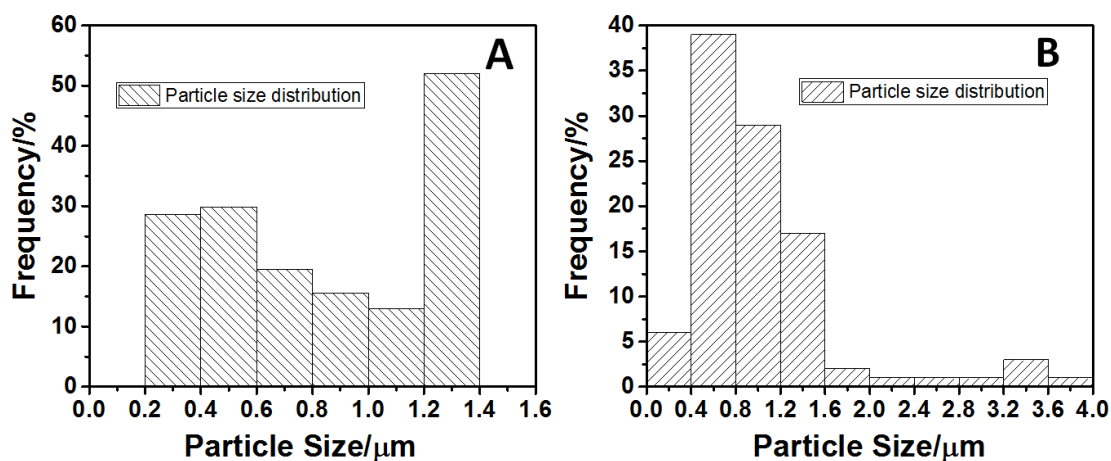 A
Particle size distribution
Frequency/%
60
50
40
30
20
10
0
0.0 0.2 0.4 0.6 0.8 1.0 1.2 1.4 1.6
Particle Size/μm
B
Particle size distribution
Frequency/%
40
35
30
25
20
15
10
5
0
0.0 0.4 0.8 1.2 1.6 2.0 2.4 2.8 3.2 3.6 4.0
Particle Size/μm